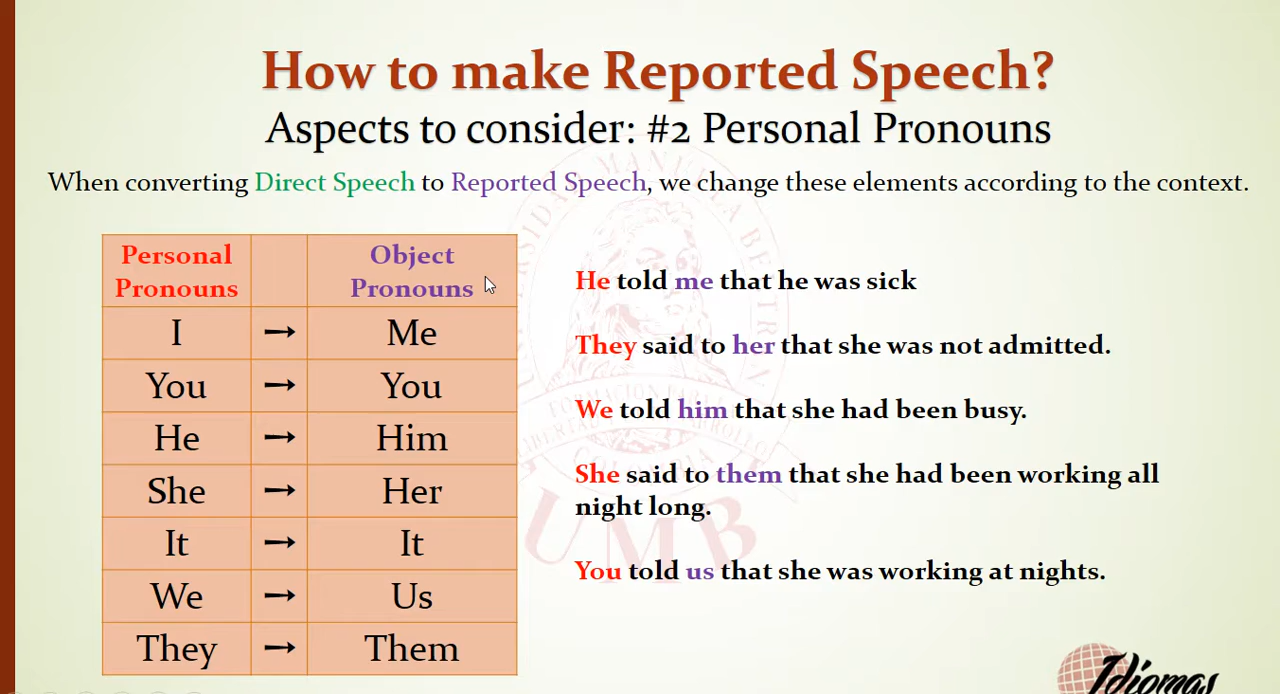 How to make Reported Speech?
Aspects to consider: #2 Personal Pronouns
When converting Direct Speech to Reported Speech, we change these elements according to the context.
Personal Pronouns
Object Pronouns
I → Me
You → You
He → Him
She → Her
It → It
We → Us
They → Them
He told me that he was sick
They said to her that she was not admitted.
We told him that she had been busy.
She said to them that she had been working all
night long.
You told us that she was working at nights.
UMB
Idiomas